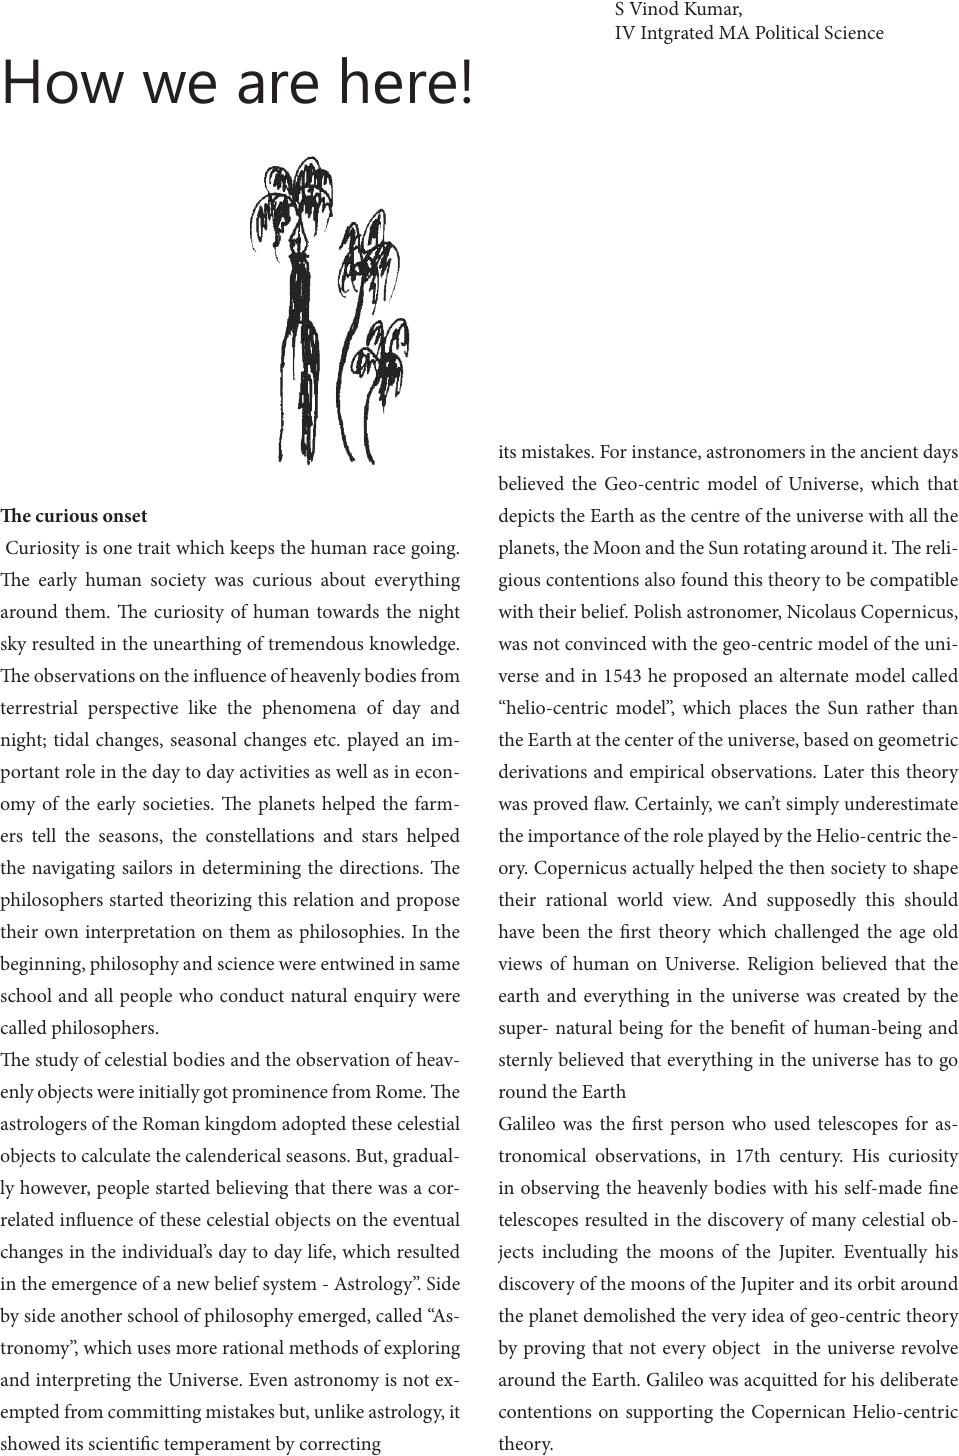 S Vinod Kumar,
IV Intgrated MA Political Science
How we are here!
The curious onset
Curiosity is one trait which keeps the human race going.
The early human society was curious about everything
around them. The curiosity of human towards the night
sky resulted in the unearthing of tremendous knowledge.
The observations on the influence of heavenly bodies from
terrestrial perspective like the phenomena of day and
night; tidal changes, seasonal changes etc. played an im-
portant role in the day to day activities as well as in econ-
omy of the early societies. The planets helped the farm-
ers tell the seasons, the constellations and stars helped
the navigating sailors in determining the directions. The
philosophers started theorizing this relation and propose
their own interpretation on them as philosophies. In the
beginning, philosophy and science were entwined in same
school and all people who conduct natural enquiry were
called philosophers.
The study of celestial bodies and the observation of heav-
enly objects were initially got prominence from Rome. The
astrologers of the Roman kingdom adopted these celestial
objects to calculate the calenderical seasons. But, gradual-
ly however, people started believing that there was a cor-
related influence of these celestial objects on the eventual
changes in the individual’s day to day life, which resulted
in the emergence of a new belief system - Astrology”. Side
by side another school of philosophy emerged, called “As-
tronomy”, which uses more rational methods of exploring
and interpreting the Universe. Even astronomy is not ex-
empted from committing mistakes but, unlike astrology, it
showed its scientific temperament by correcting
its mistakes. For instance, astronomers in the ancient days
believed the Geo-centric model of Universe, which that
depicts the Earth as the centre of the universe with all the
planets, the Moon and the Sun rotating around it. The reli-
gious contentions also found this theory to be compatible
with their belief. Polish astronomer, Nicolaus Copernicus,
was not convinced with the geo-centric model of the uni-
verse and in 1543 he proposed an alternate model called
“helio-centric model”, which places the Sun rather than
the Earth at the center of the universe, based on geometric
derivations and empirical observations. Later this theory
was proved flaw. Certainly, we can’t simply underestimate
the importance of the role played by the Helio-centric the-
ory. Copernicus actually helped the then society to shape
their rational world view. And supposedly this should
have been the first theory which challenged the age old
views of human on Universe. Religion believed that the
earth and everything in the universe was created by the
super- natural being for the benefit of human-being and
sternly believed that everything in the universe has to go
round the Earth
Galileo was the first person who used telescopes for as-
tronomical observations, in 17th century. His curiosity
in observing the heavenly bodies with his self-made fine
telescopes resulted in the discovery of many celestial ob-
jects including the moons of the Jupiter. Eventually his
discovery of the moons of the Jupiter and its orbit around
the planet demolished the very idea of geo-centric theory
by proving that not every object  in the universe revolve
around the Earth. Galileo was acquitted for his deliberate
contentions on supporting the Copernican Helio-centric
theory.